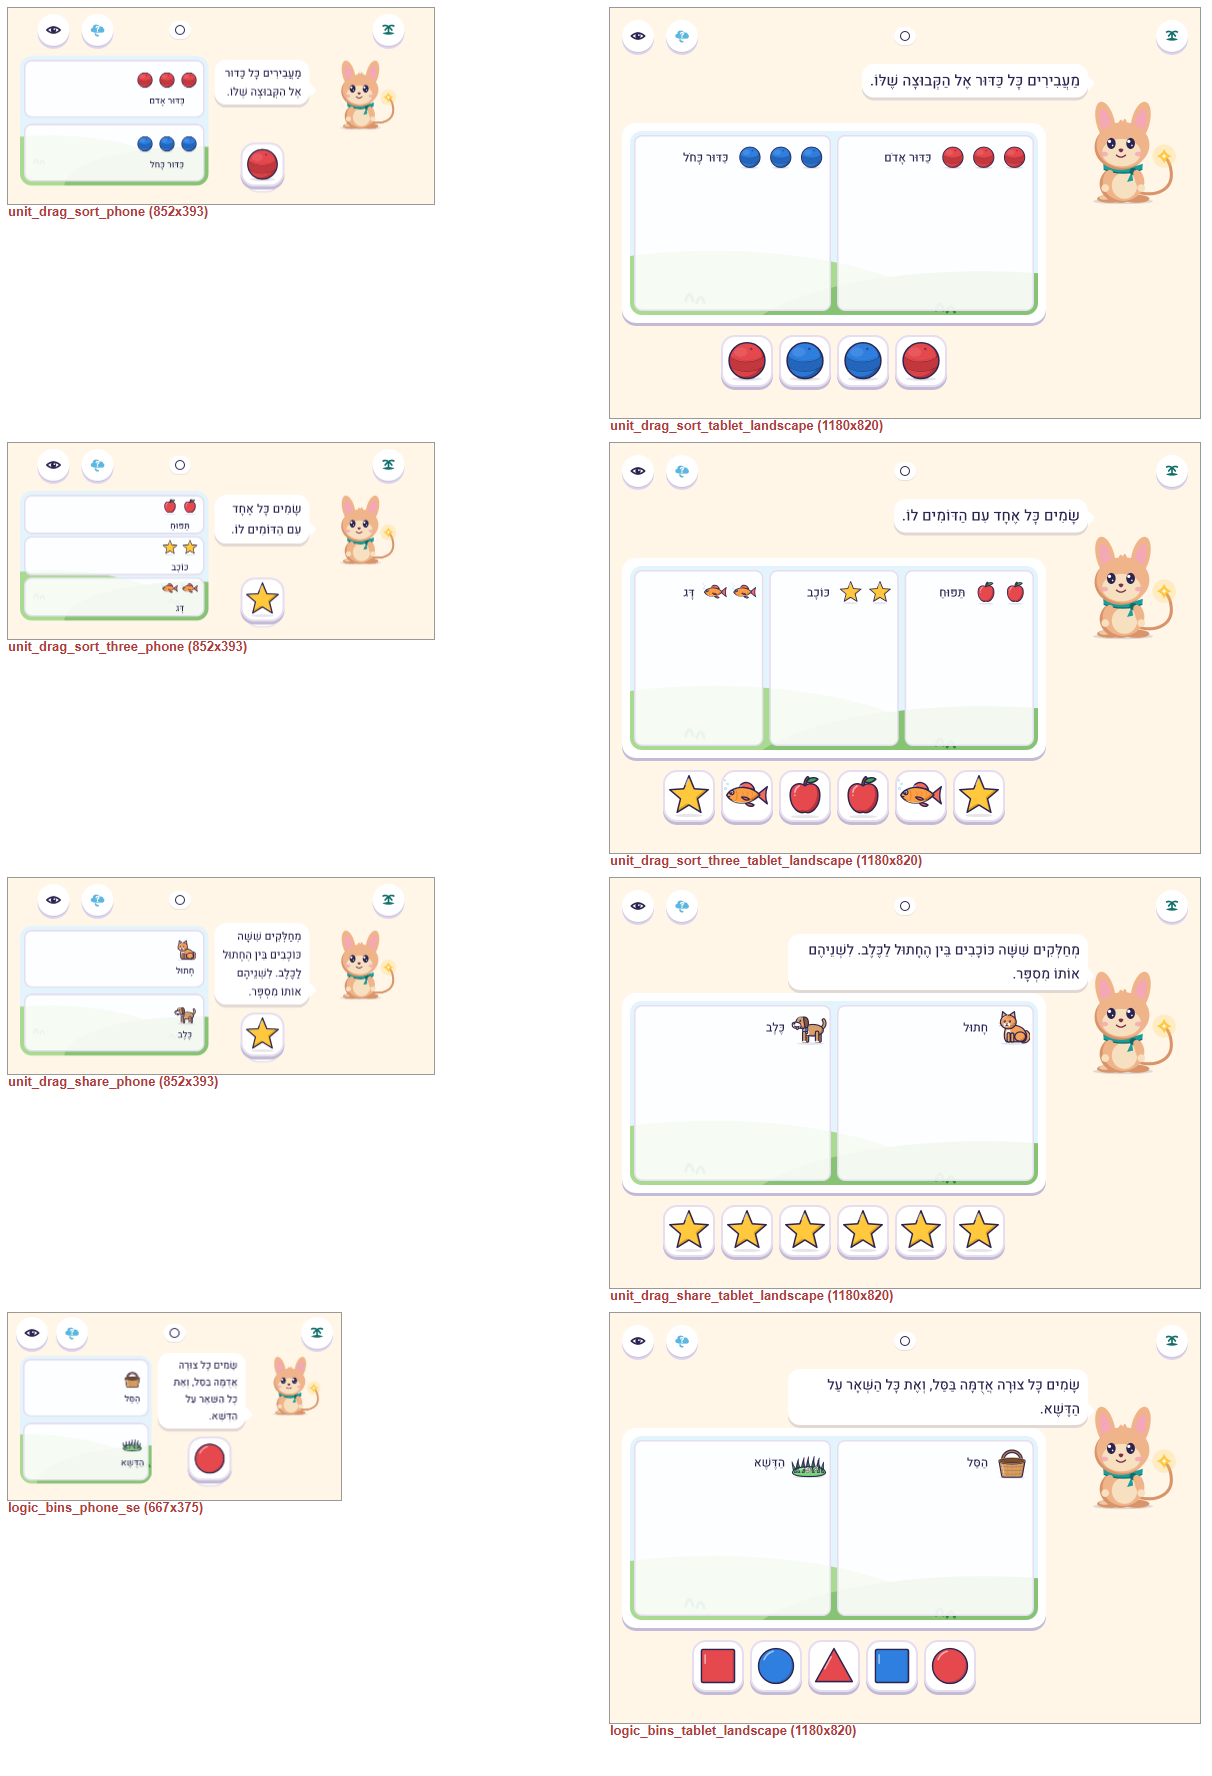 מַעֲבִירִים כָּל כַּדּוּר
אֶל הַקְּבוּצָה שֶׁלּוֹ.
כַּדּוּר אָדֹם
כַּדּוּר כָּחֹל
unit_drag_sort_phone (852x393)
מַעֲבִירִים כָּל כַּדּוּר אֶל הַקְּבוּצָה שֶׁלּוֹ.
כַּדּוּר אָדֹם
כַּדּוּר כָּחֹל
unit_drag_sort_tablet_landscape (1180x820)
שָׂמִים כָּל אֶחָד
עִם הַדּוֹמִים לוֹ.
תַּפּוּחַ
כּוֹכָב
דָּג
unit_drag_sort_three_phone (852x393)
שָׂמִים כָּל אֶחָד עִם הַדּוֹמִים לוֹ.
תַּפּוּחַ
כּוֹכָב
דָּג
unit_drag_sort_three_tablet_landscape (1180x820)
מְחַלְּקִים שִׁשָּׁה
כּוֹכָבִים בֵּין הֶחָתוּל
לַכֶּלֶב. לִשְׁנֵיהֶם
אוֹתוֹ מִסְפָּר.
חָתוּל
כֶּלֶב
unit_drag_share_phone (852x393)
מְחַלְּקִים שִׁשָּׁה כּוֹכָבִים בֵּין הֶחָתוּל לַכֶּלֶב. לִשְׁנֵיהֶם
אוֹתוֹ מִסְפָּר.
חָתוּל
כֶּלֶב
unit_drag_share_tablet_landscape (1180x820)
שָׂמִים כָּל צוּרָה
אֲדֻמָּה בַּסַּל, וְאֶת
כָּל הַשְּׁאָר עַל
הַדֶּשֶׁא.
הַסַּל
הַדֶּשֶׁא
logic_bins_phone_se (667x375)
שָׂמִים כָּל צוּרָה אֲדֻמָּה בַּסַּל, וְאֶת כָּל הַשְּׁאָר עַל
הַדֶּשֶׁא.
הַסַּל
הַדֶּשֶׁא
logic_bins_tablet_landscape (1180x820)